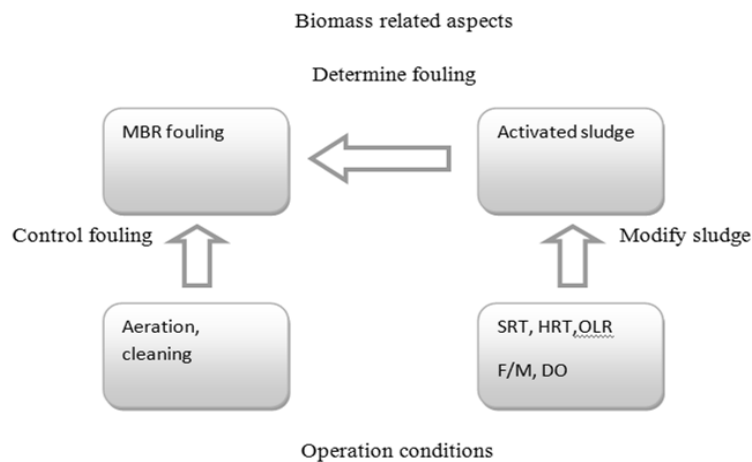 Biomass related aspects
Determine fouling
MBR fouling
Activated sludge
Control fouling
Modify sludge
Aeration,
cleaning
SRT, HRT,OLR
F/M, DO
Operation conditions